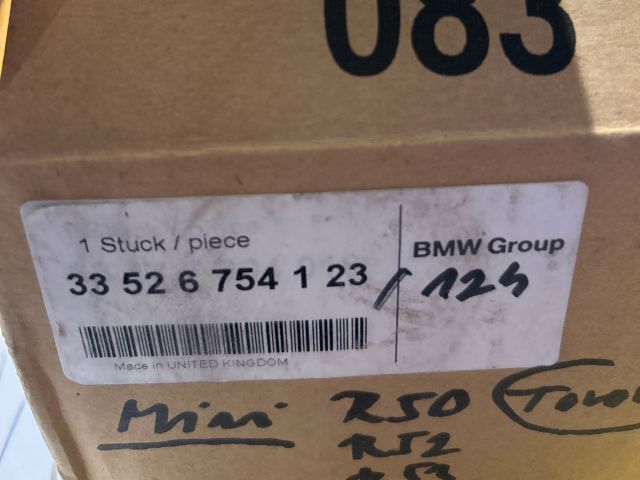 083
1 Stuck / piece
BMW Group
33 52 6 754 1 23 / 124
Made in UNITED KINGDOM
Mini R50
R52
R53